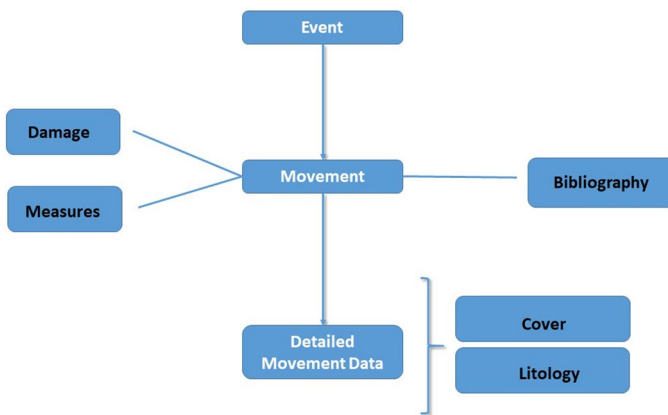 Event
Damage
Movement
Bibliography
Measures
Detailed
Movement Data
Cover
Litology